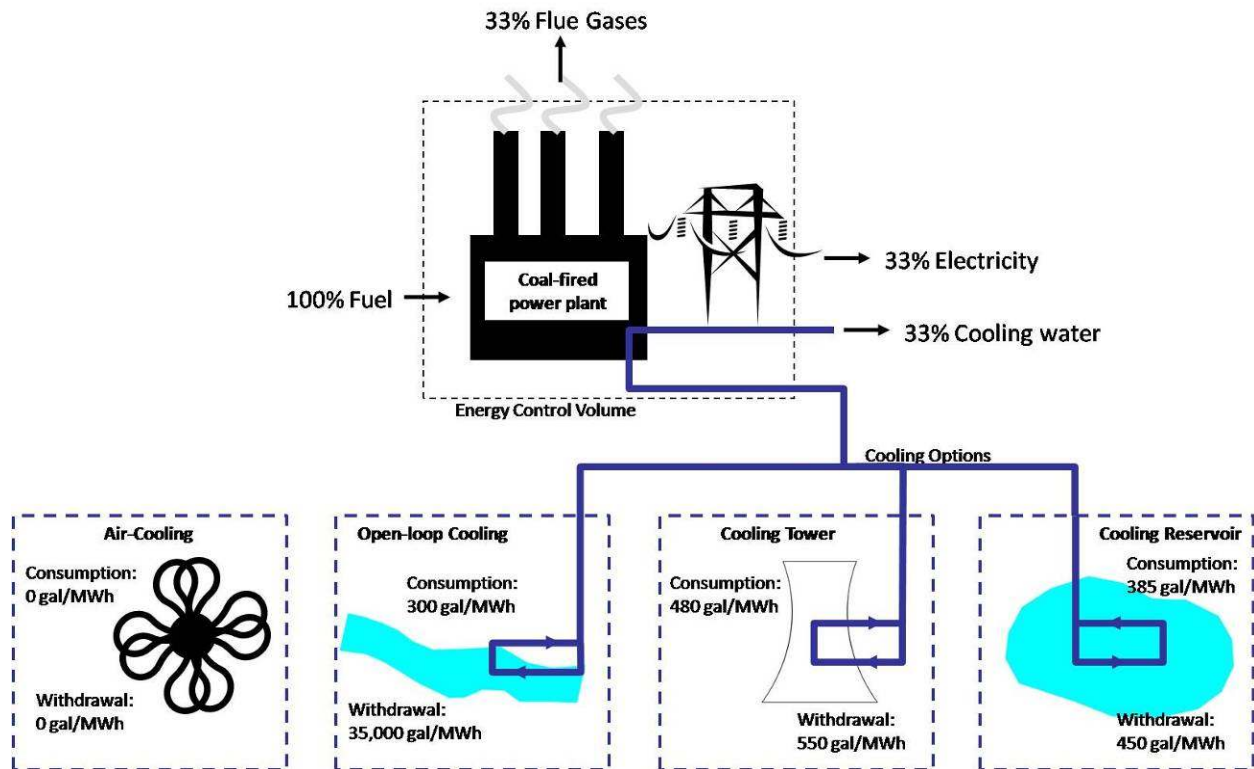 33% Flue Gases
Coal-fired
power plant
33% Electricity
100% Fuel
33% Cooling water
Energy Control Volume
Cooling Options
Air-Cooling
Consumption:
0 gal/MWh
Withdrawal:
0 gal/MWh
Open-loop Cooling
Consumption:
300 gal/MWh
Withdrawal:
35,000 gal/MWh
Cooling Tower
Consumption:
480 gal/MWh
Withdrawal:
550 gal/MWh
Cooling Reservoir
Consumption:
385 gal/MWh
Withdrawal:
450 gal/MWh